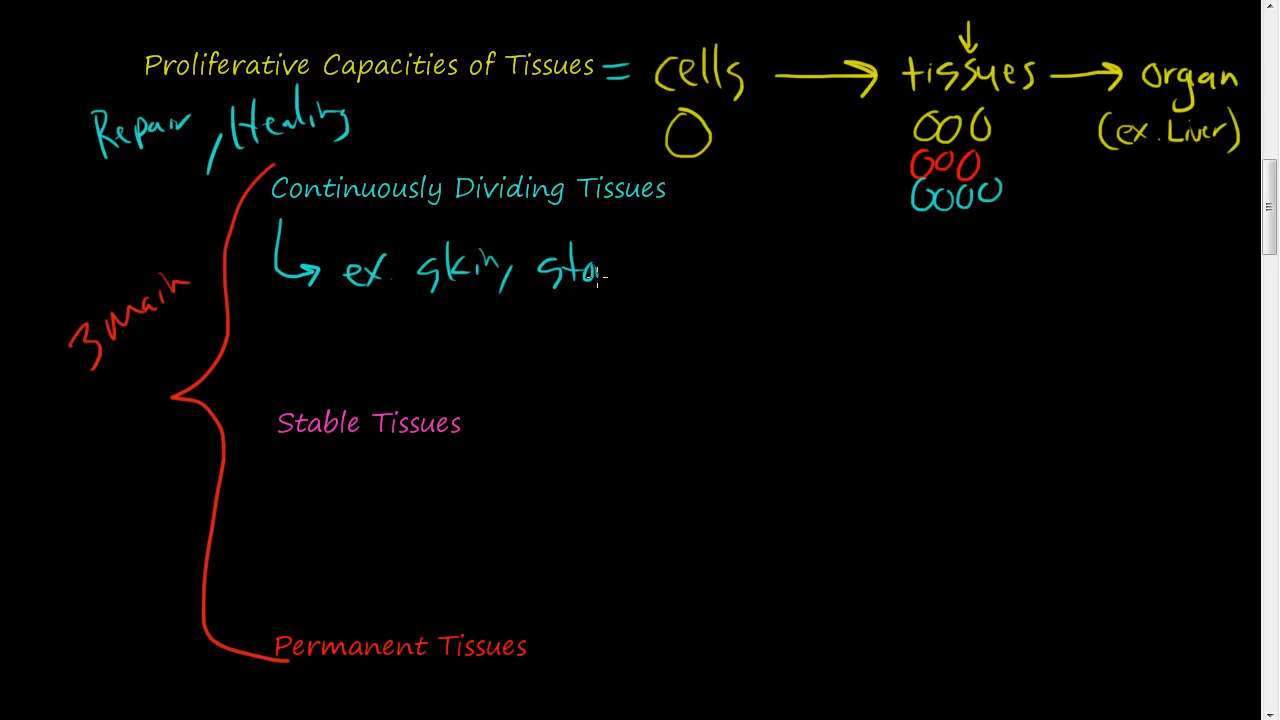 Proliferative Capacities of Tissues = cells → tissues → organ
Repair, Healing
(ex. Liver)
Continuously Dividing Tissues
ex. skin, sto
3 main
Stable Tissues
Permanent Tissues